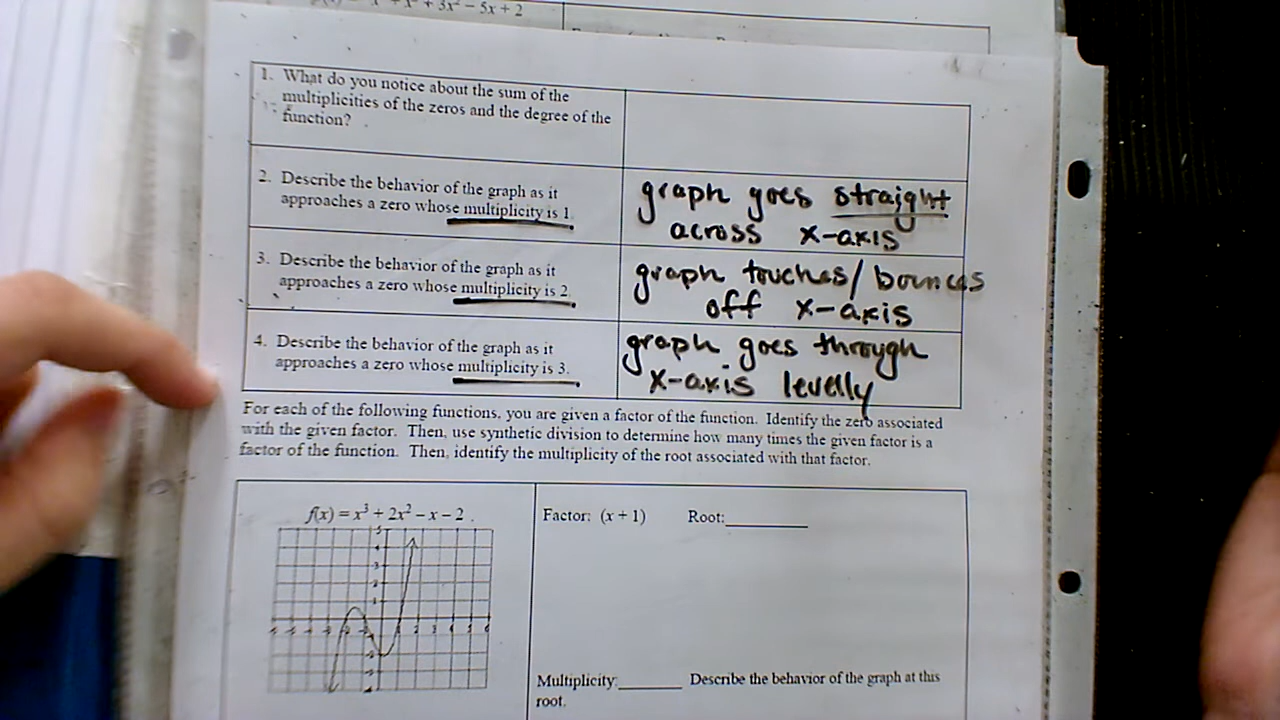 + 3x² − 5x + 2
1. What do you notice about the sum of the
multiplicities of the zeros and the degree of the
function?
2. Describe the behavior of the graph as it
approaches a zero whose multiplicity is 1.
graph goes straight
across x-axis
3. Describe the behavior of the graph as it
approaches a zero whose multiplicity is 2.
graph touches/bounces
off x-axis
4. Describe the behavior of the graph as it
approaches a zero whose multiplicity is 3.
graph goes through
x-axis levelly
For each of the following functions, you are given a factor of the function. Identify the zero associated
with the given factor. Then, use synthetic division to determine how many times the given factor is a
factor of the function. Then, identify the multiplicity of the root associated with that factor.
f(x) = x³ + 2x² − x − 2
Factor: (x + 1) Root:
Multiplicity: Describe the behavior of the graph at this
root.